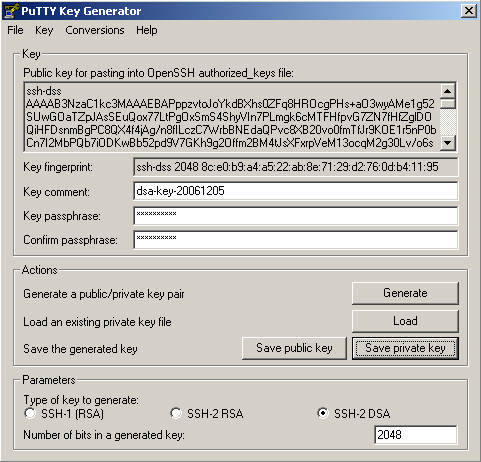 PuTTY Key Generator
File Key Conversions Help
Key
Public key for pasting into OpenSSH authorized_keys file:
ssh-dss
AAAAB3NzaC1kc3MAAAEBAPppzvtoJoYkdBXhs0ZFq8HROcgPHs+aO3wyAMe1g52
SUwGOaTZpJAsSEuQox77LtPgOxSmS4ShyVIn7PLmgk6cMTFHfpvG7ZN7fHfZglDO
QiHFDsnmBgPC8QX4f4jAg/n8fILczC7WrbBNEdaQPvc8XB20vo0fmTfJr9KOE1r5nP0b
Cn7I2MbPQb7iODKwBb52pd9V7GKh9g2Offm2BM4tJsXFxrpVeM13ocqM2g30Lv/o6s
Key fingerprint: ssh-dss 2048 8c:e0:b9:a4:a5:22:ab:8e:71:29:d2:76:0d:b4:11:95
Key comment: dsa-key-20061205
Key passphrase: **********
Confirm passphrase: **********
Actions
Generate a public/private key pair Generate
Load an existing private key file Load
Save the generated key Save public key Save private key
Parameters
Type of key to generate:
SSH-1 (RSA) SSH-2 RSA SSH-2 DSA
Number of bits in a generated key: 2048